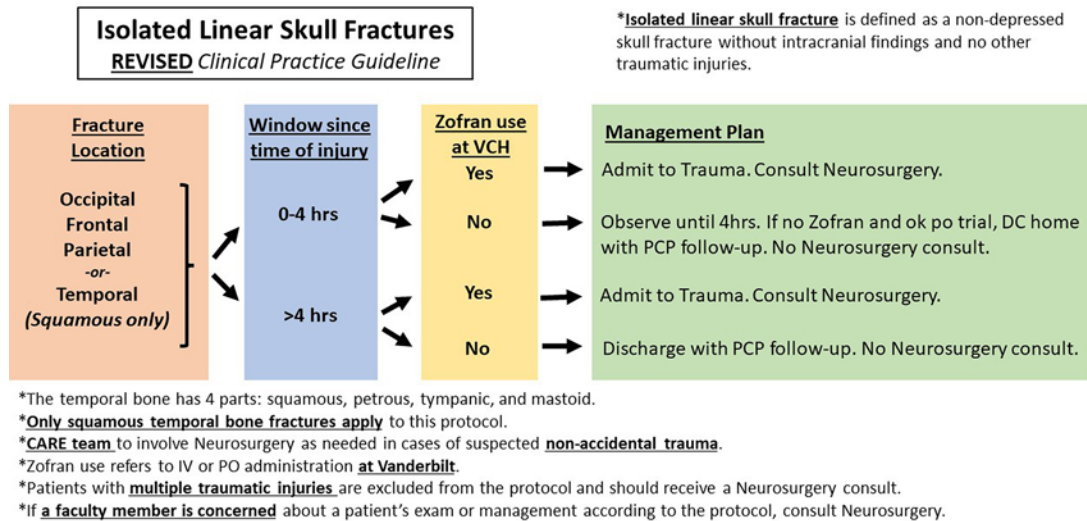 Isolated Linear Skull Fractures
REVISED Clinical Practice Guideline
*Isolated linear skull fracture is defined as a non-depressed
skull fracture without intracranial findings and no other
traumatic injuries.
Fracture
Location
Occipital
Frontal
Parietal
-or-
Temporal
(Squamous only)
Window since
time of injury
0-4 hrs
>4 hrs
Zofran use
at VCH
Yes
No
Yes
No
Management Plan
Admit to Trauma. Consult Neurosurgery.
Observe until 4hrs. If no Zofran and ok po trial, DC home
with PCP follow-up. No Neurosurgery consult.
Admit to Trauma. Consult Neurosurgery.
Discharge with PCP follow-up. No Neurosurgery consult.
*The temporal bone has 4 parts: squamous, petrous, tympanic, and mastoid.
*Only squamous temporal bone fractures apply to this protocol.
*CARE team to involve Neurosurgery as needed in cases of suspected non-accidental trauma.
*Zofran use refers to IV or PO administration at Vanderbilt.
*Patients with multiple traumatic injuries are excluded from the protocol and should receive a Neurosurgery consult.
*If a faculty member is concerned about a patient's exam or management according to the protocol, consult Neurosurgery.